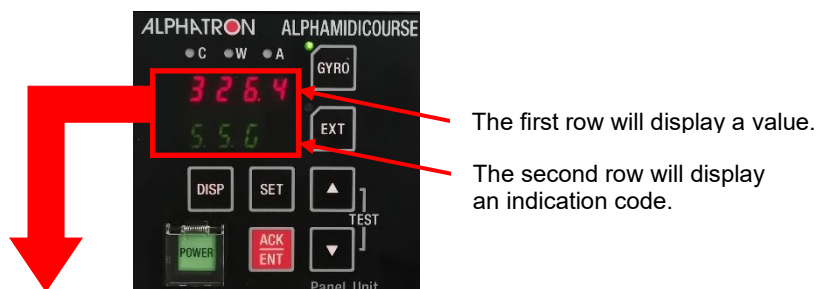 ALPHATRON ALPHAMIDICOURSE
C W A
GYRO
326.4
EXT
5.5.G
DISP SET
TEST
POWER
ACK
ENT
Panel Unit
The first row will display a value.
The second row will display
an indication code.